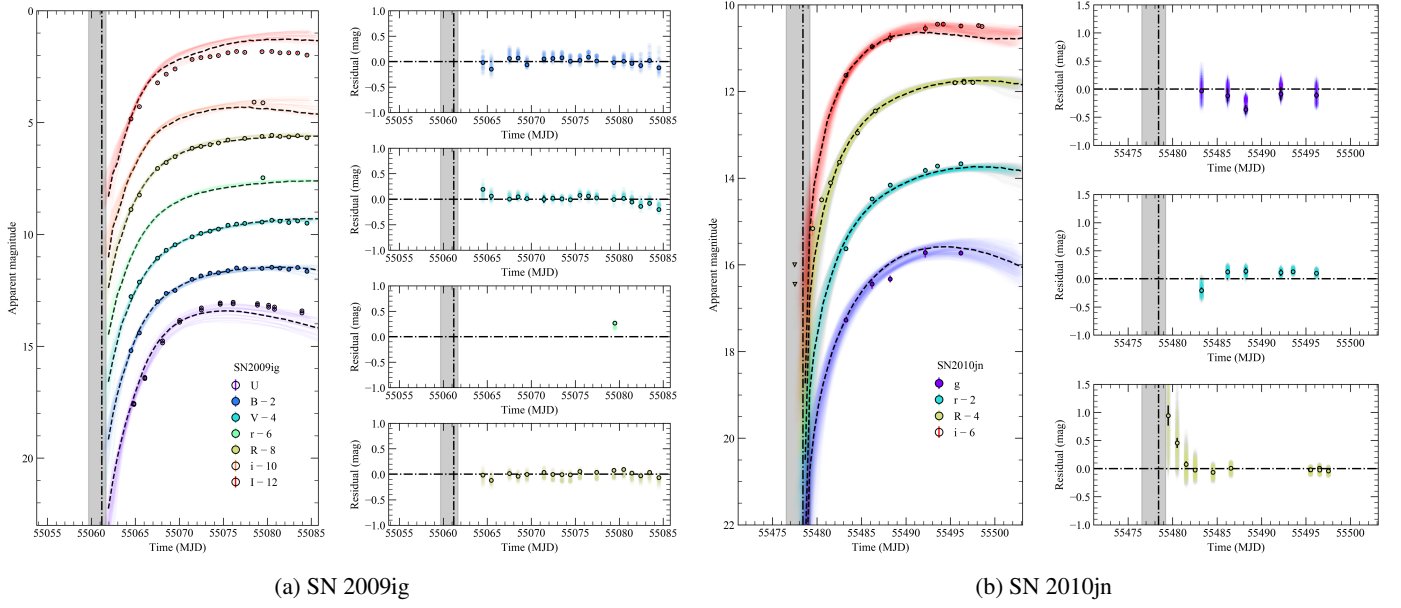 0
5
10
15
20
Apparent magnitude
55055 55060 55065 55070 55075 55080 55085
Time (MJD)
SN2009ig
U
B − 2
V − 4
r − 6
R − 8
i − 10
I − 12
1.0
0.5
0.0
−0.5
−1.0
Residual (mag)
55055 55060 55065 55070 55075 55080 55085
Time (MJD)
1.0
0.5
0.0
−0.5
−1.0
Residual (mag)
55055 55060 55065 55070 55075 55080 55085
Time (MJD)
1.0
0.5
0.0
−0.5
−1.0
Residual (mag)
55055 55060 55065 55070 55075 55080 55085
Time (MJD)
1.0
0.5
0.0
−0.5
−1.0
Residual (mag)
55055 55060 55065 55070 55075 55080 55085
Time (MJD)
(a) SN 2009ig
10
12
14
16
18
20
22
Apparent magnitude
55475 55480 55485 55490 55495 55500
Time (MJD)
SN2010jn
g
r − 2
R − 4
i − 6
1.5
1.0
0.5
0.0
−0.5
−1.0
Residual (mag)
55475 55480 55485 55490 55495 55500
Time (MJD)
1.5
1.0
0.5
0.0
−0.5
−1.0
Residual (mag)
55475 55480 55485 55490 55495 55500
Time (MJD)
1.5
1.0
0.5
0.0
−0.5
−1.0
Residual (mag)
55475 55480 55485 55490 55495 55500
Time (MJD)
(b) SN 2010jn